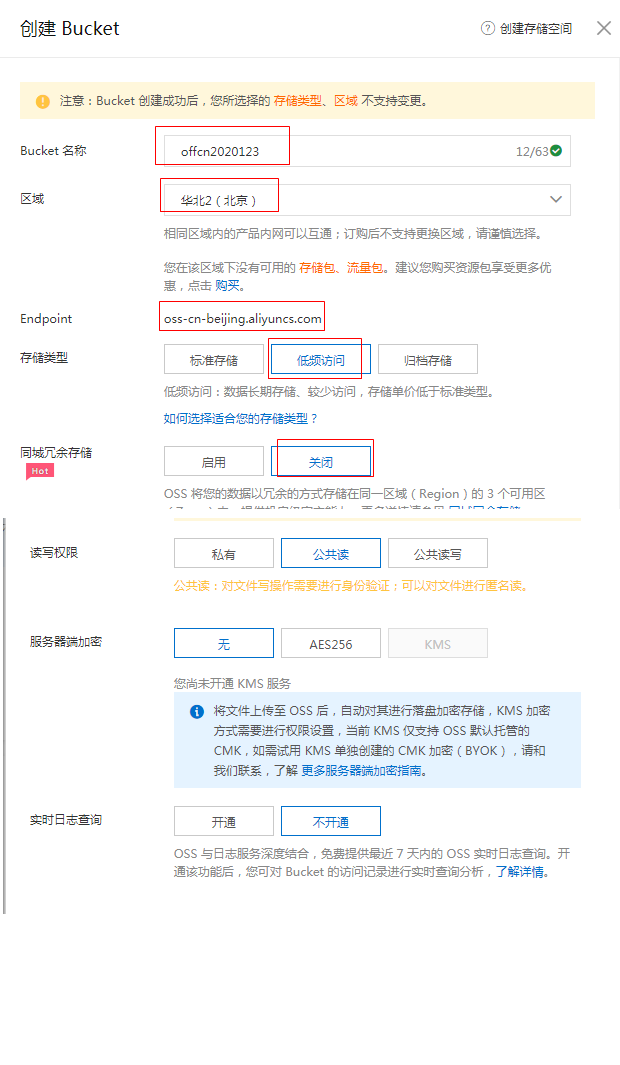 创建 Bucket
创建存储空间
注意：Bucket 创建成功后，您所选择的 存储类型、区域 不支持变更。
Bucket 名称
offcn2020123
12/63
区域
华北2（北京）
相同区域内的产品内网可以互通；订购后不支持更换区域，请谨慎选择。
您在该区域下没有可用的 存储包、流量包。建议您购买资源包享受更多优
惠，点击 购买。
Endpoint
oss-cn-beijing.aliyuncs.com
存储类型
标准存储
低频访问
归档存储
低频访问：数据长期存储、较少访问，存储单价低于标准类型。
如何选择适合您的存储类型？
同城冗余存储
Hot
启用
关闭
OSS 将您的数据以冗余的方式存储在同一区域（Region）的 3 个可用区
读写权限
私有
公共读
公共读写
公共读：对文件写操作需要进行身份验证；可以对文件进行匿名读。
服务器端加密
无
AES256
KMS
您尚未开通 KMS 服务
将文件上传至 OSS 后，自动对其进行落盘加密存储，KMS 加密
方式需要进行权限设置，当前 KMS 仅支持 OSS 默认托管的
CMK，如需试用 KMS 单独创建的 CMK 加密（BYOK），请和
我们联系，了解 更多服务器端加密指南。
实时日志查询
开通
不开通
OSS 与日志服务深度结合，免费提供最近 7 天内的 OSS 实时日志查询。开
通该功能后，您可对 Bucket 的访问记录进行实时查询分析，了解详情。